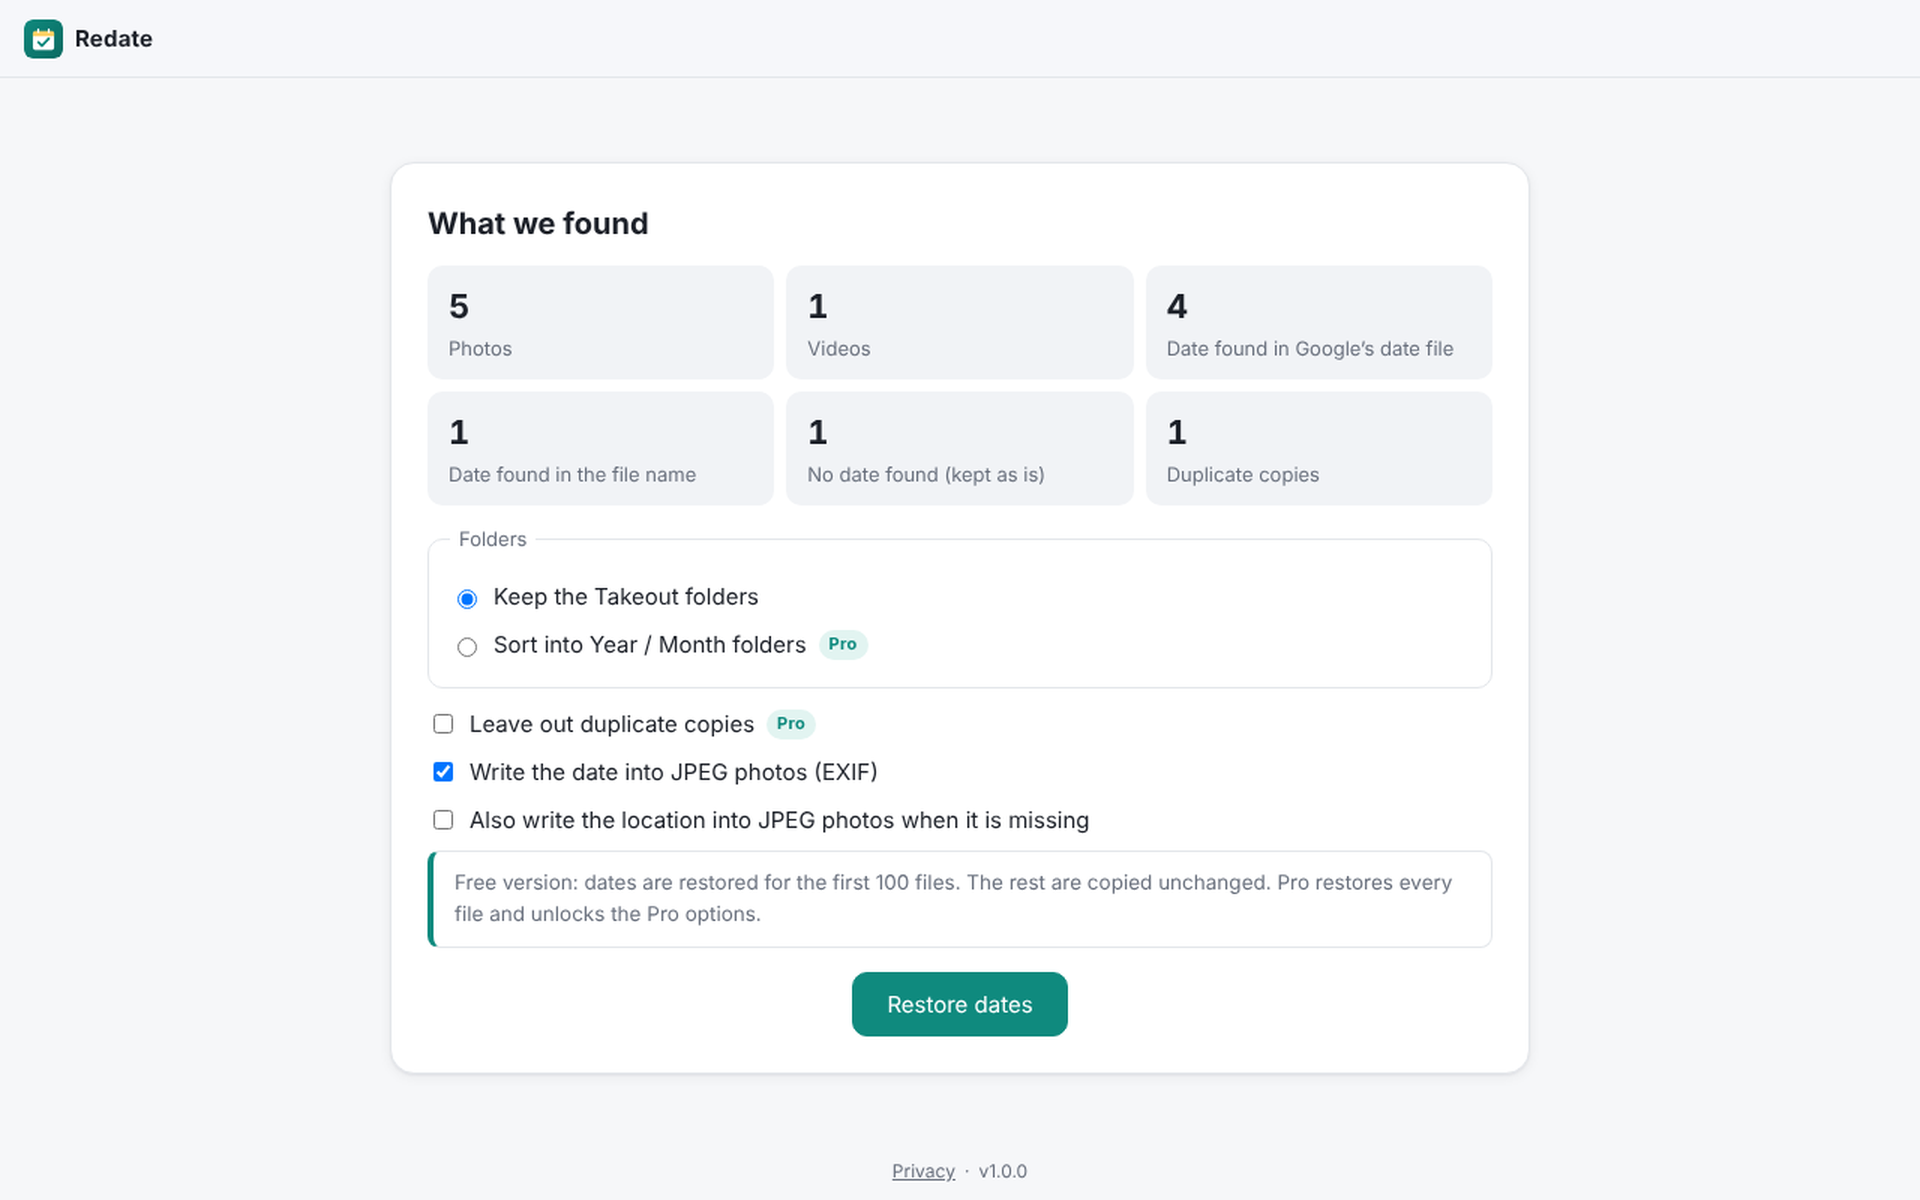 Redate
What we found
5
Photos
1
Videos
4
Date found in Google’s date file
1
Date found in the file name
1
No date found (kept as is)
1
Duplicate copies
Folders
Keep the Takeout folders
Sort into Year / Month folders Pro
Leave out duplicate copies Pro
Write the date into JPEG photos (EXIF)
Also write the location into JPEG photos when it is missing
Free version: dates are restored for the first 100 files. The rest are copied unchanged. Pro restores every
file and unlocks the Pro options.
Restore dates
Privacy · v1.0.0